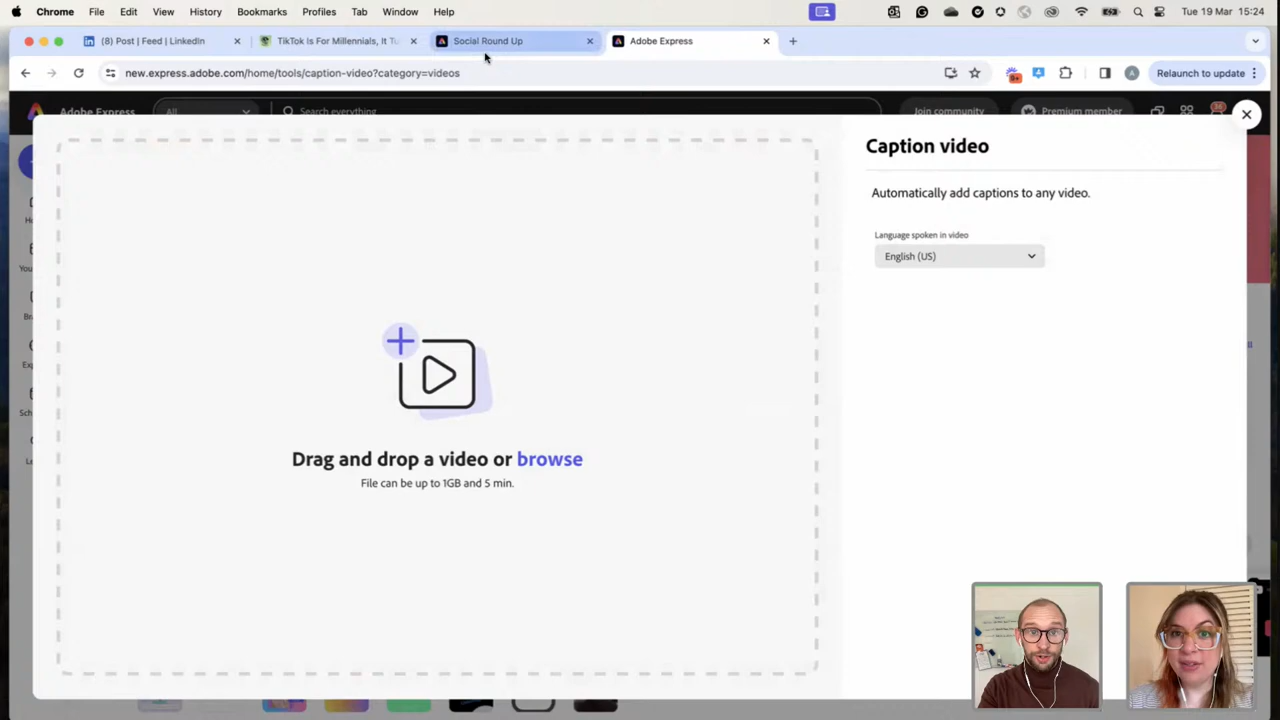 Chrome File Edit View History Bookmarks Profiles Tab Window Help Tue 19 Mar 15:24
(8) Post | Feed | LinkedIn
TikTok Is For Millennials, It Tu
Social Round Up
Adobe Express
new.express.adobe.com/home/tools/caption-video?category=videos
Relaunch to update
Adobe Express
All
Search everything
Join community
Premium member
Caption video
Automatically add captions to any video.
Language spoken in video
English (US)
Drag and drop a video or browse
File can be up to 1GB and 5 min.